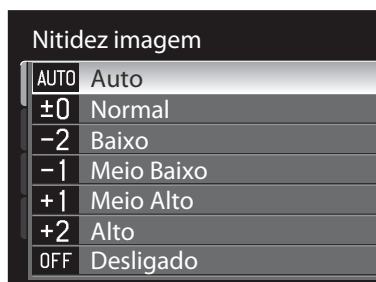 Nitidez imagem
AUTO Auto
±0 Normal
−2 Baixo
−1 Meio Baixo
+1 Meio Alto
+2 Alto
OFF Desligado